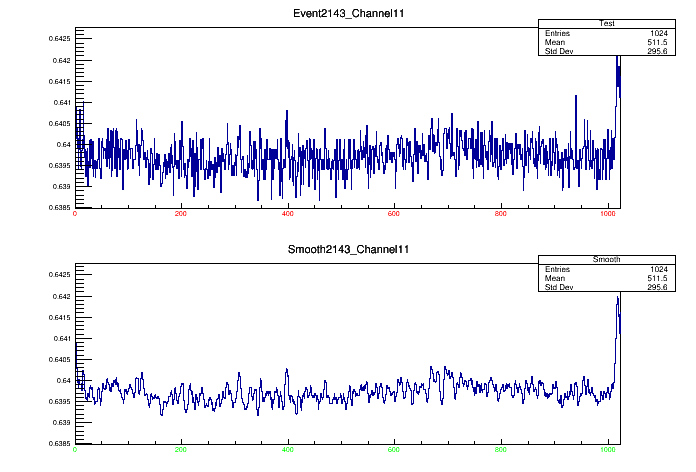 Event2143_Channel11
Test
Entries 1024
Mean 511.5
Std Dev 295.6
0.6425
0.642
0.6415
0.641
0.6405
0.64
0.6395
0.639
0.6385
0 200 400 600 800 1000
Smooth2143_Channel11
Smooth
Entries 1024
Mean 511.5
Std Dev 295.6
0.6425
0.642
0.6415
0.641
0.6405
0.64
0.6395
0.639
0.6385
0 200 400 600 800 1000